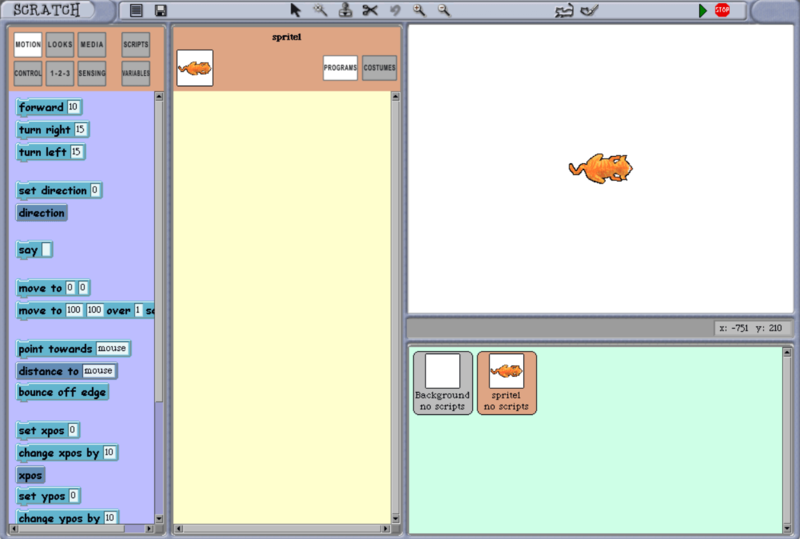 SCRATCH
STOP
MOTION LOOKS MEDIA SCRIPTS
CONTROL 1-2-3 SENSING VARIABLES
forward 10
turn right 15
turn left 15
set direction 0
direction
say
move to 0 0
move to 100 100 over 1 se
point towards mouse
distance to mouse
bounce off edge
set xpos 0
change xpos by 10
xpos
set ypos 0
change ypos by 10
sprite1
PROGRAMS COSTUMES
x: -751 y: 210
Background
no scripts
sprite1
no scripts